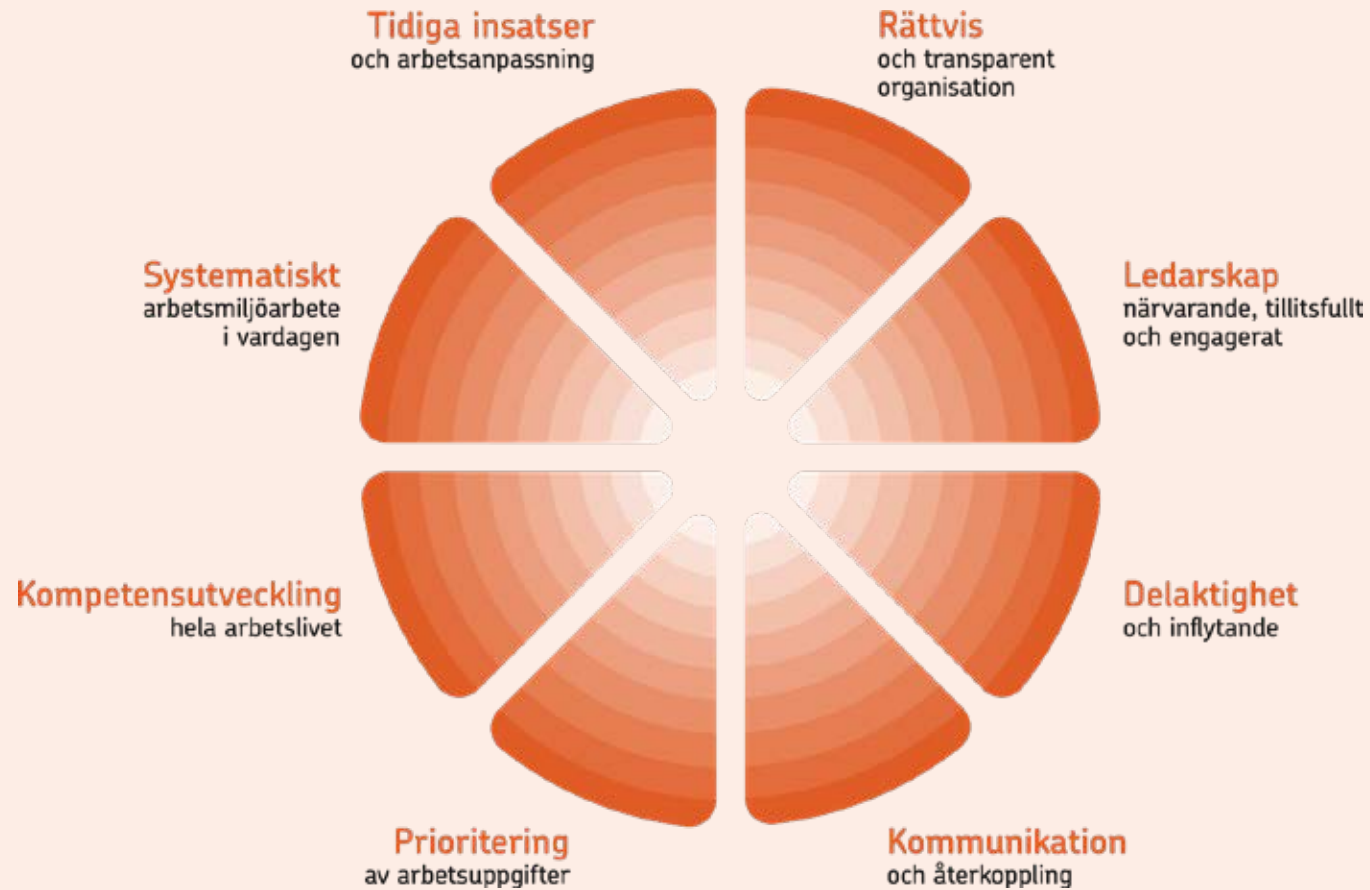 Tidiga insatser
och arbetsanpassning
Rättvis
och transparent
organisation
Systematiskt
arbetsmiljöarbete
i vardagen
Ledarskap
närvarande, tillitsfullt
och engagerat
Kompetensutveckling
hela arbetslivet
Delaktighet
och inflytande
Prioritering
av arbetsuppgifter
Kommunikation
och återkoppling